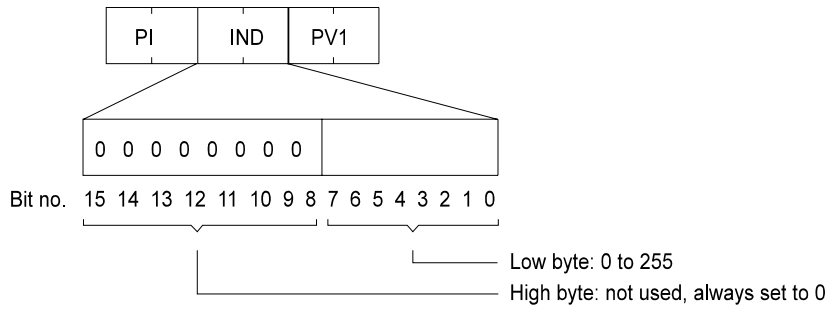 PI IND PV1
0 0 0 0 0 0 0 0
Bit no. 15 14 13 12 11 10 9 8 7 6 5 4 3 2 1 0
Low byte: 0 to 255
High byte: not used, always set to 0